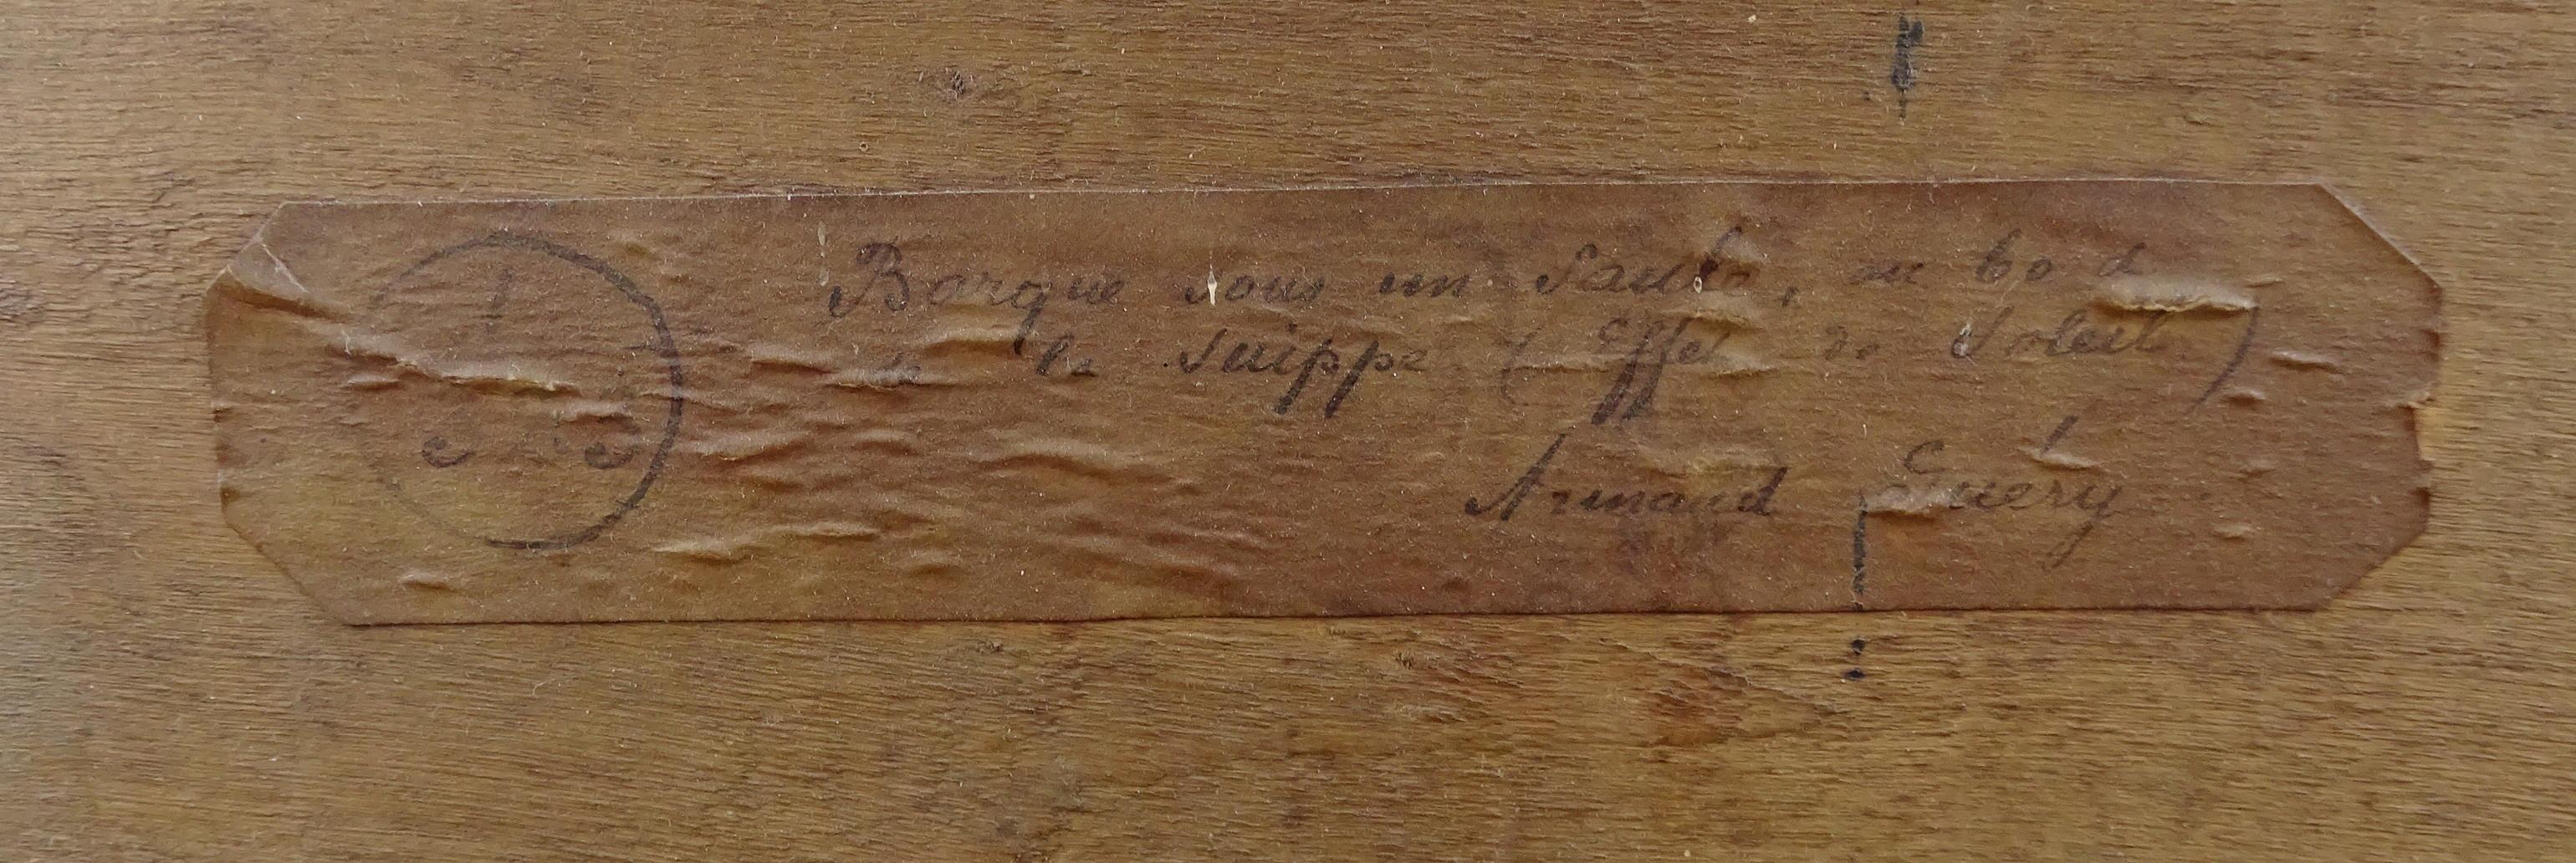 Barque sous un Saule, au bord
de la Suippe (Effet de Soleil)
Armand Guéry